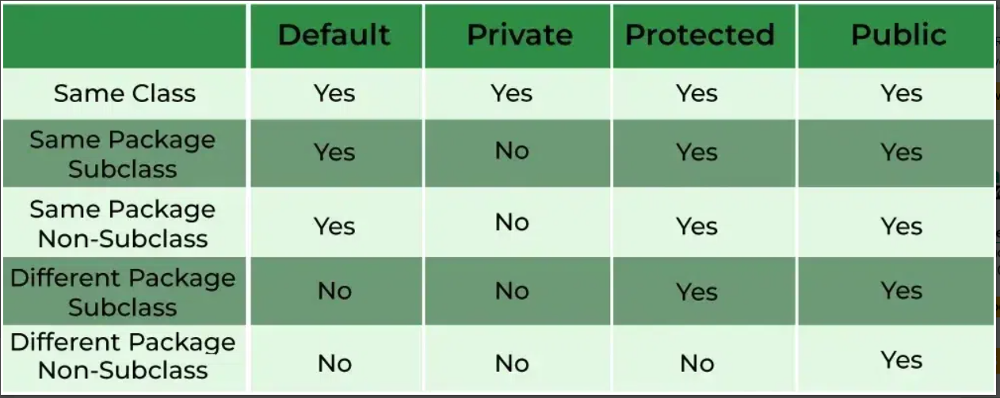 Default Private Protected Public
Same Class Yes Yes Yes Yes
Same Package
Subclass Yes No Yes Yes
Same Package
Non-Subclass Yes No Yes Yes
Different Package
Subclass No No Yes Yes
Different Package
Non-Subclass No No No Yes